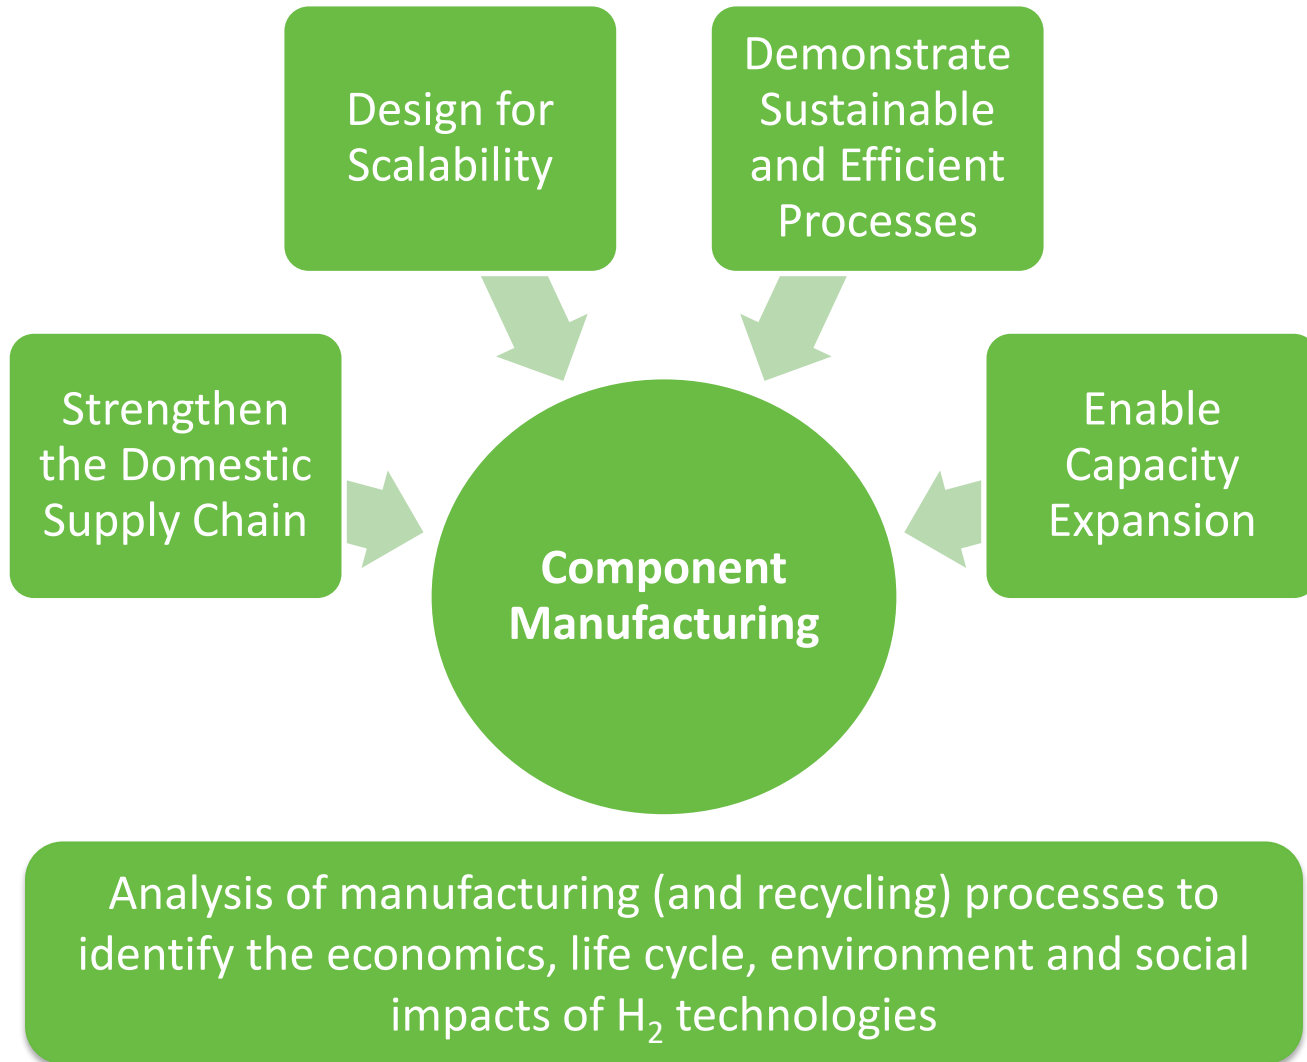 Design for
Scalability
Demonstrate
Sustainable
and Efficient
Processes
Strengthen
the Domestic
Supply Chain
Enable
Capacity
Expansion
Component
Manufacturing
Analysis of manufacturing (and recycling) processes to
identify the economics, life cycle, environment and social
impacts of H₂ technologies